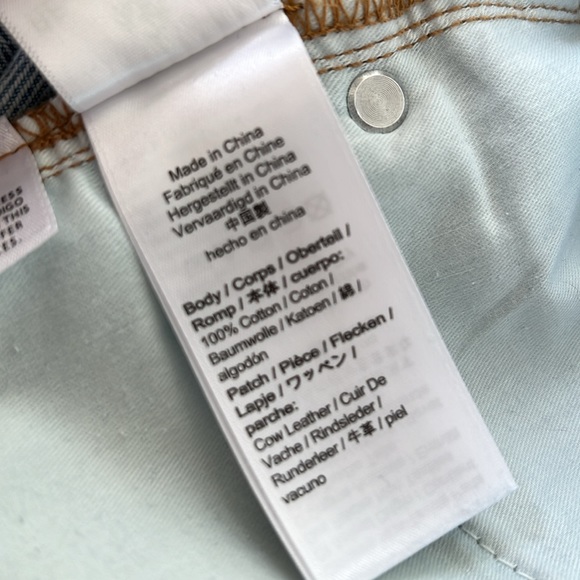 Made in China
Fabriqué en Chine
Hergestellt in China
Vervaardigd in China
中国製
hecho en china
Body / Corps / Oberteil /
Romp / 本体 / cuerpo:
100% Cotton / Coton /
Baumwolle / Katoen / 綿 /
algodón
Patch / Pièce / Flecken /
Lapje / ワッペン /
parche:
Cow Leather / Cuir De
Vache / Rindsleder /
Runderleer / 牛革 / piel
vacuno
THIS